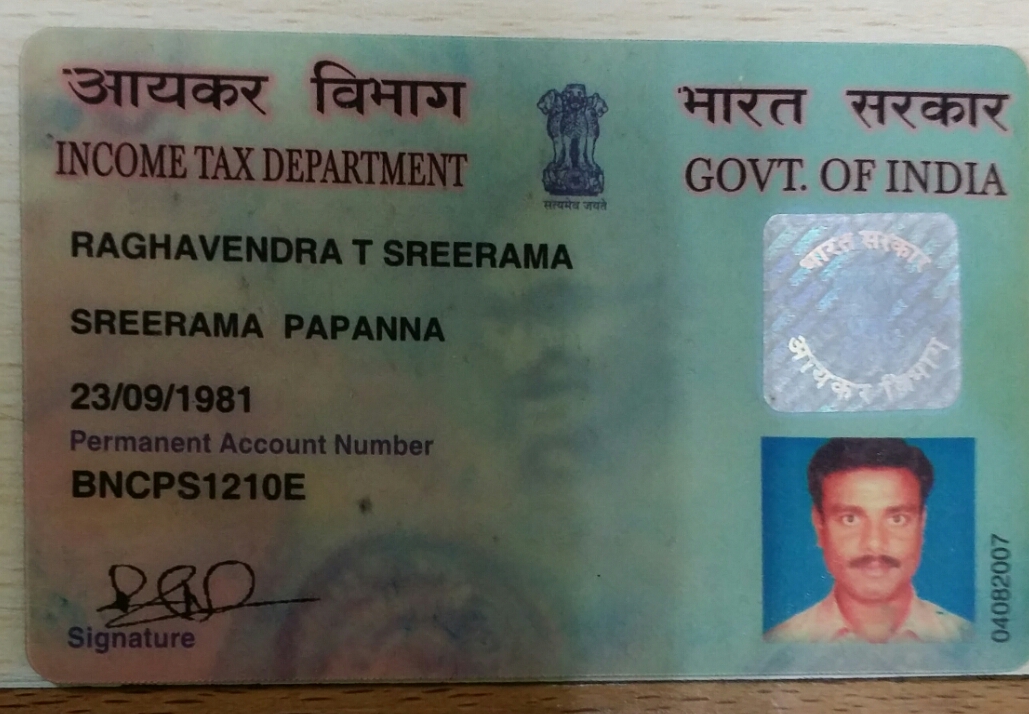 आयकर विभाग
INCOME TAX DEPARTMENT
सत्यमेव जयते
भारत सरकार
GOVT. OF INDIA
RAGHAVENDRA T SREERAMA
SREERAMA PAPANNA
23/09/1981
Permanent Account Number
BNCPS1210E
Signature
भारत सरकार
आयकर विभाग
04082007